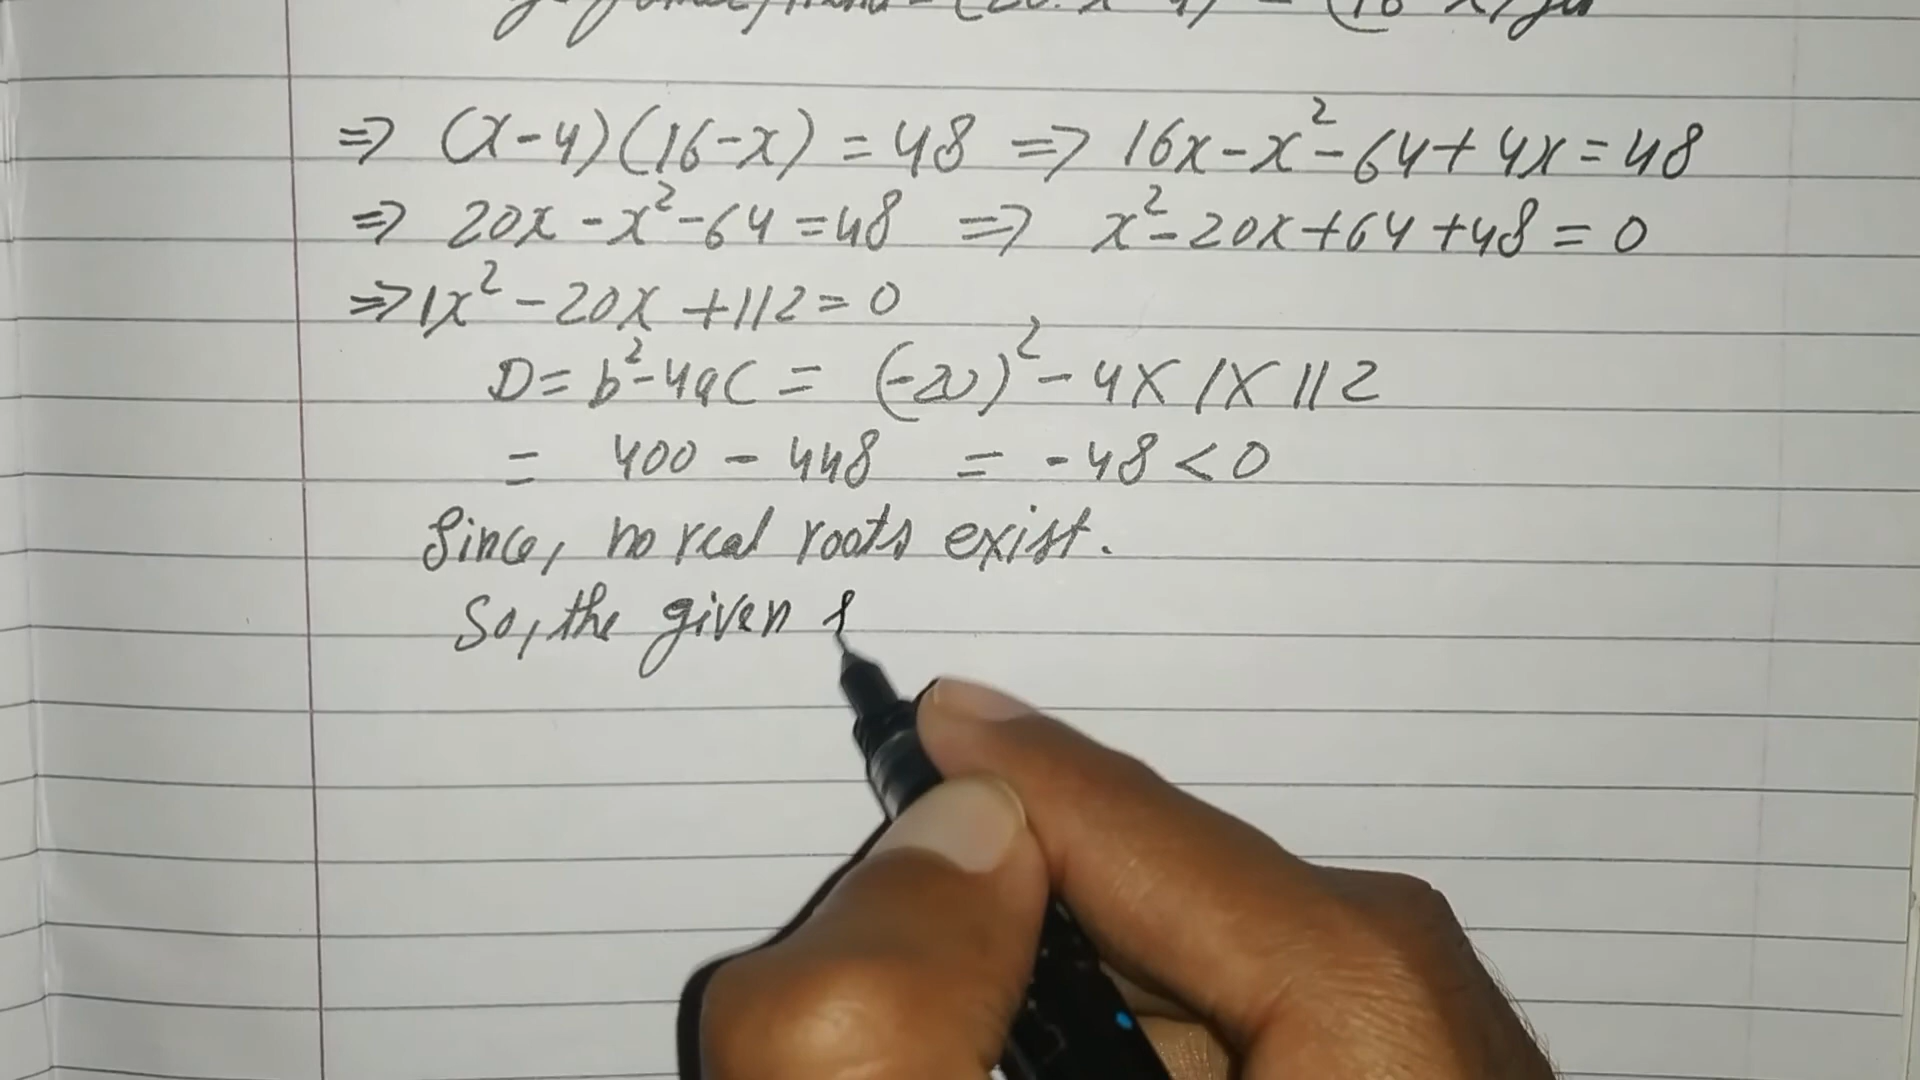 ⇒ (x-4)(16-x) = 48 ⇒ 16x-x²-64+4x=48
⇒ 20x-x²-64=48 ⇒ x²-20x+64+48=0
⇒1x²-20x+112=0
D=b²-4ac = (-20)²-4×1×112
= 400-448 = -48<0
Since, no real roots exist.
So, the given